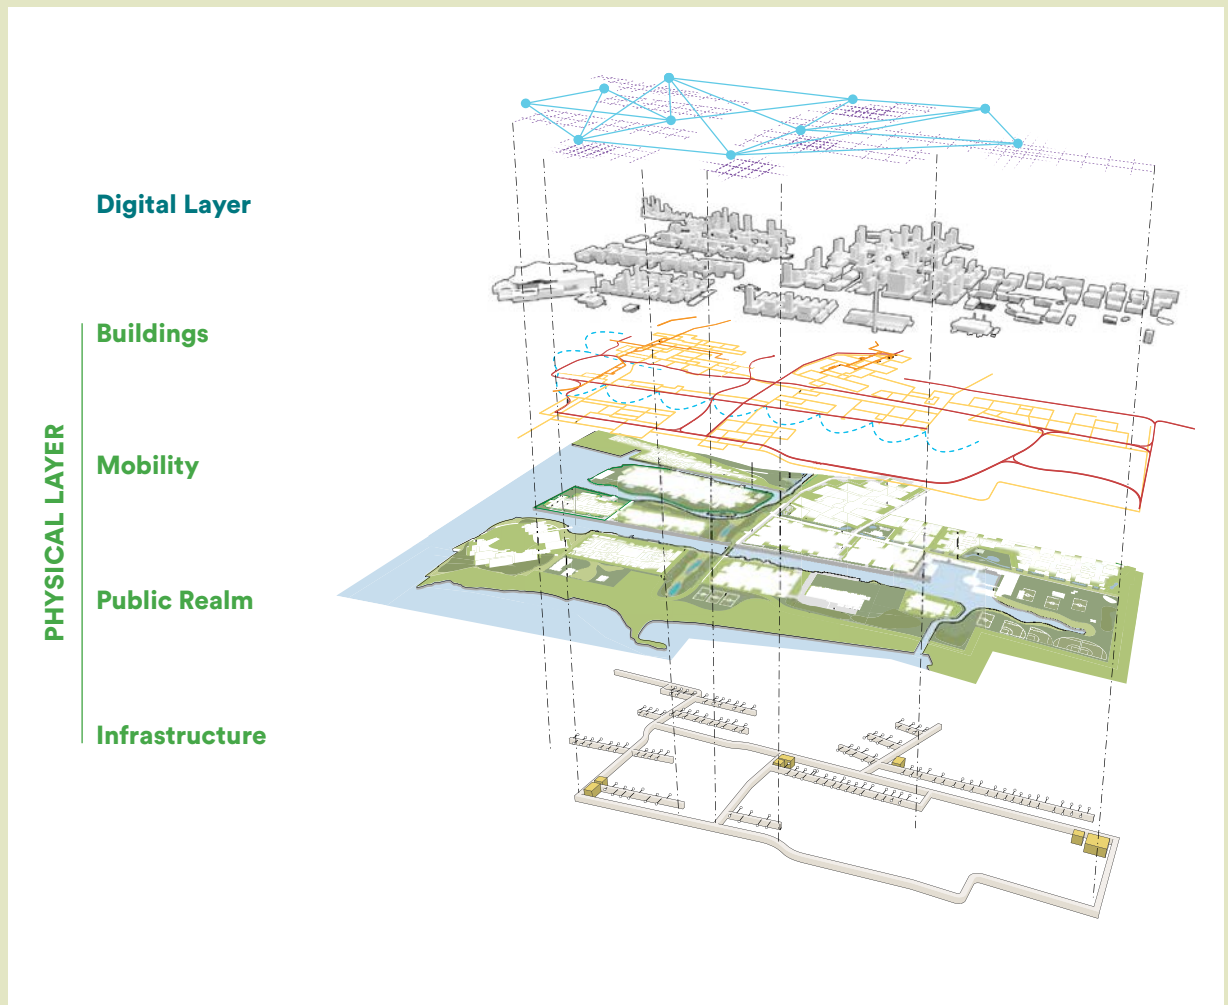 Digital Layer
Buildings
Mobility
Public Realm
Infrastructure
PHYSICAL LAYER